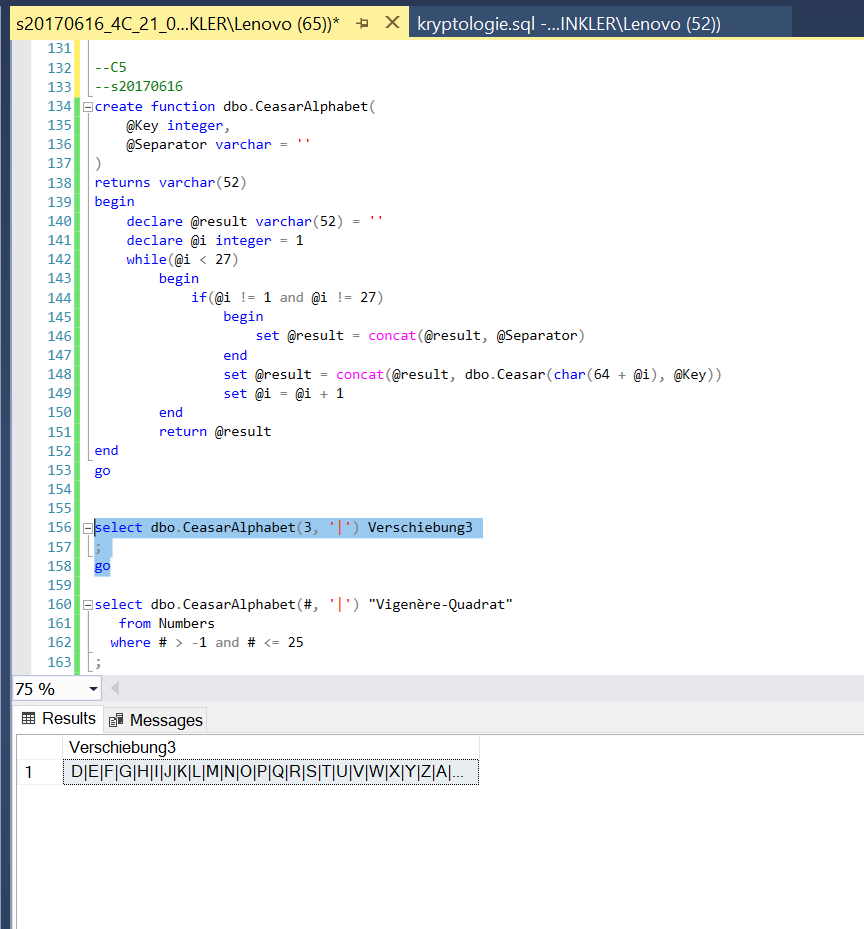 s20170616_4C_21_0...KLER\Lenovo (65))* kryptologie.sql -...INKLER\Lenovo (52))
131
132 --C5
133 --s20170616
134 create function dbo.CeasarAlphabet(
135 @Key integer,
136 @Separator varchar = ''
137 )
138 returns varchar(52)
139 begin
140 declare @result varchar(52) = ''
141 declare @i integer = 1
142 while(@i < 27)
143 begin
144 if(@i != 1 and @i != 27)
145 begin
146 set @result = concat(@result, @Separator)
147 end
148 set @result = concat(@result, dbo.Ceasar(char(64 + @i), @Key))
149 set @i = @i + 1
150 end
151 return @result
152 end
153 go
154
155
156 select dbo.CeasarAlphabet(3, '|') Verschiebung3
157 ;
158 go
159
160 select dbo.CeasarAlphabet(#, '|') "Vigenère-Quadrat"
161 from Numbers
162 where # > -1 and # <= 25
163 ;
75 %
Results Messages
Verschiebung3
1 D|E|F|G|H|I|J|K|L|M|N|O|P|Q|R|S|T|U|V|W|X|Y|Z|A|...